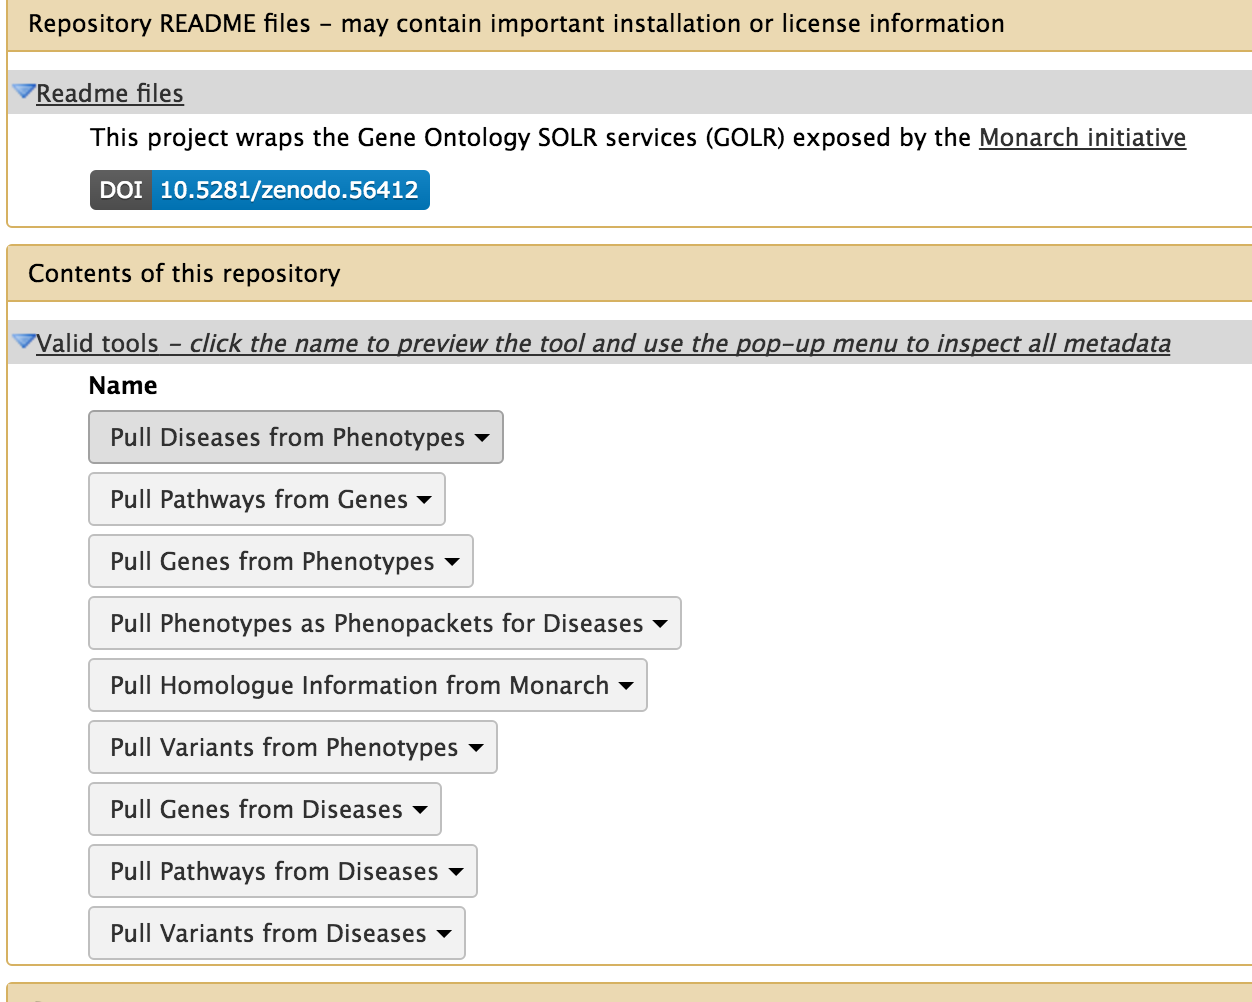 Repository README files – may contain important installation or license information
Readme files
This project wraps the Gene Ontology SOLR services (GOLR) exposed by the Monarch initiative
DOI 10.5281/zenodo.56412
Contents of this repository
Valid tools – click the name to preview the tool and use the pop-up menu to inspect all metadata
Name
Pull Diseases from Phenotypes
Pull Pathways from Genes
Pull Genes from Phenotypes
Pull Phenotypes as Phenopackets for Diseases
Pull Homologue Information from Monarch
Pull Variants from Phenotypes
Pull Genes from Diseases
Pull Pathways from Diseases
Pull Variants from Diseases